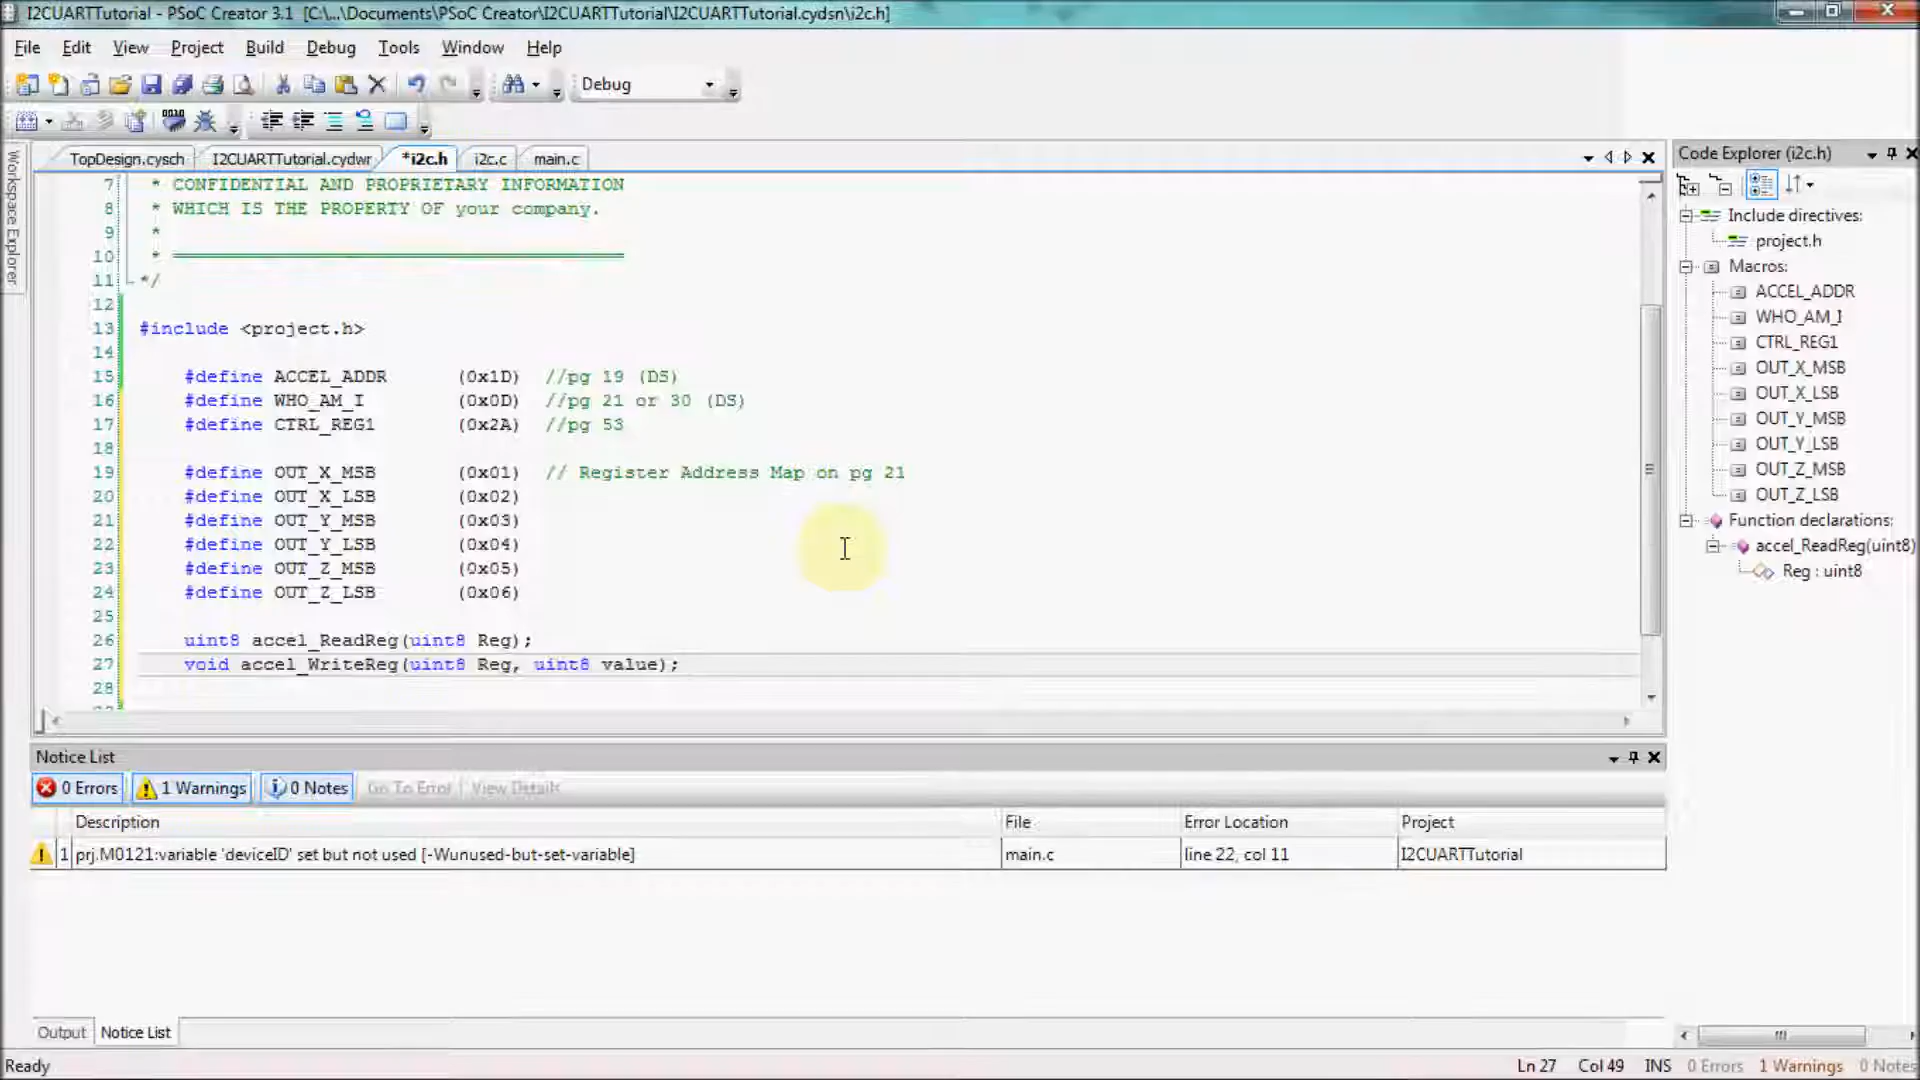 I2CUARTTutorial - PSoC Creator 3.1 [C:\...\Documents\PSoC Creator\I2CUARTTutorial\I2CUARTTutorial.cydsn\i2c.h]
File Edit View Project Build Debug Tools Window Help
Debug
TopDesign.cysch I2CUARTTutorial.cydwr *i2c.h i2c.c main.c
Workspace Explorer
7 * CONFIDENTIAL AND PROPRIETARY INFORMATION
8 * WHICH IS THE PROPERTY OF your company.
9 *
10 * ========================================
11 */
12
13 #include <project.h>
14
15 #define ACCEL_ADDR (0x1D) //pg 19 (DS)
16 #define WHO_AM_I (0x0D) //pg 21 or 30 (DS)
17 #define CTRL_REG1 (0x2A) //pg 53
18
19 #define OUT_X_MSB (0x01) // Register Address Map on pg 21
20 #define OUT_X_LSB (0x02)
21 #define OUT_Y_MSB (0x03)
22 #define OUT_Y_LSB (0x04)
23 #define OUT_Z_MSB (0x05)
24 #define OUT_Z_LSB (0x06)
25
26 uint8 accel_ReadReg(uint8 Reg);
27 void accel_WriteReg(uint8 Reg, uint8 value);
28
Code Explorer (i2c.h)
Include directives:
project.h
Macros:
ACCEL_ADDR
WHO_AM_I
CTRL_REG1
OUT_X_MSB
OUT_X_LSB
OUT_Y_MSB
OUT_Y_LSB
OUT_Z_MSB
OUT_Z_LSB
Function declarations:
accel_ReadReg(uint8)
Reg : uint8
Notice List
0 Errors 1 Warnings 0 Notes Go To Error View Details
Description File Error Location Project
1 prj.M0121:variable 'deviceID' set but not used [-Wunused-but-set-variable] main.c line 22, col 11 I2CUARTTutorial
Output Notice List
Ready Ln 27 Col 49 INS 0 Errors 1 Warnings 0 Notes